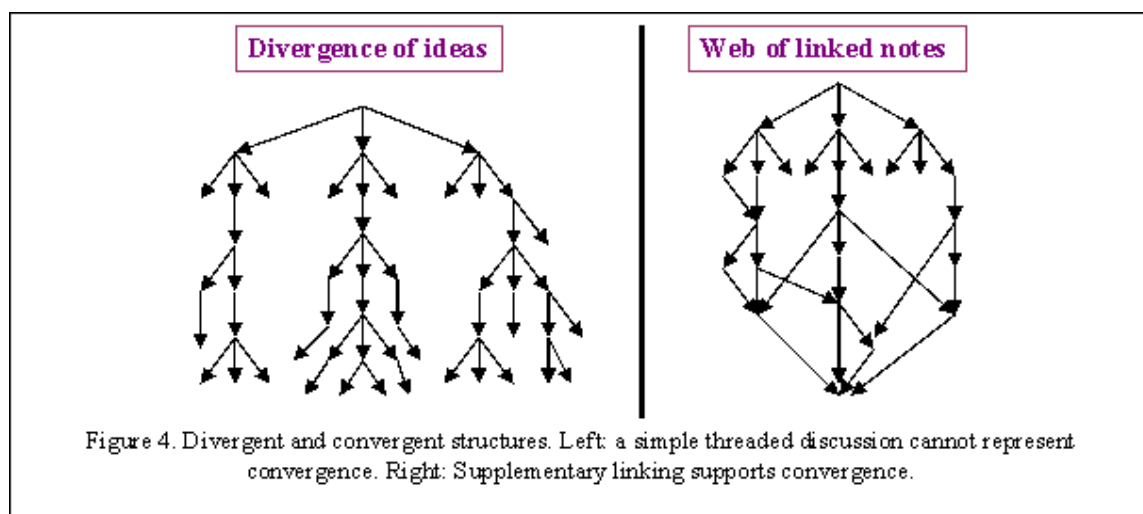 Divergence of ideas
Web of linked notes
Figure 4. Divergent and convergent structures. Left: a simple threaded discussion cannot represent
convergence. Right: Supplementary linking supports convergence.